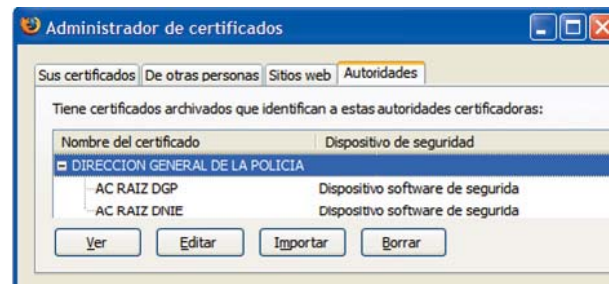 Administrador de certificados
Sus certificados De otras personas Sitios web Autoridades
Tiene certificados archivados que identifican a estas autoridades certificadoras:
Nombre del certificado Dispositivo de seguridad
DIRECCION GENERAL DE LA POLICIA
AC RAIZ DGP Dispositivo software de segurida
AC RAIZ DNIE Dispositivo software de segurida
Ver Editar Importar Borrar